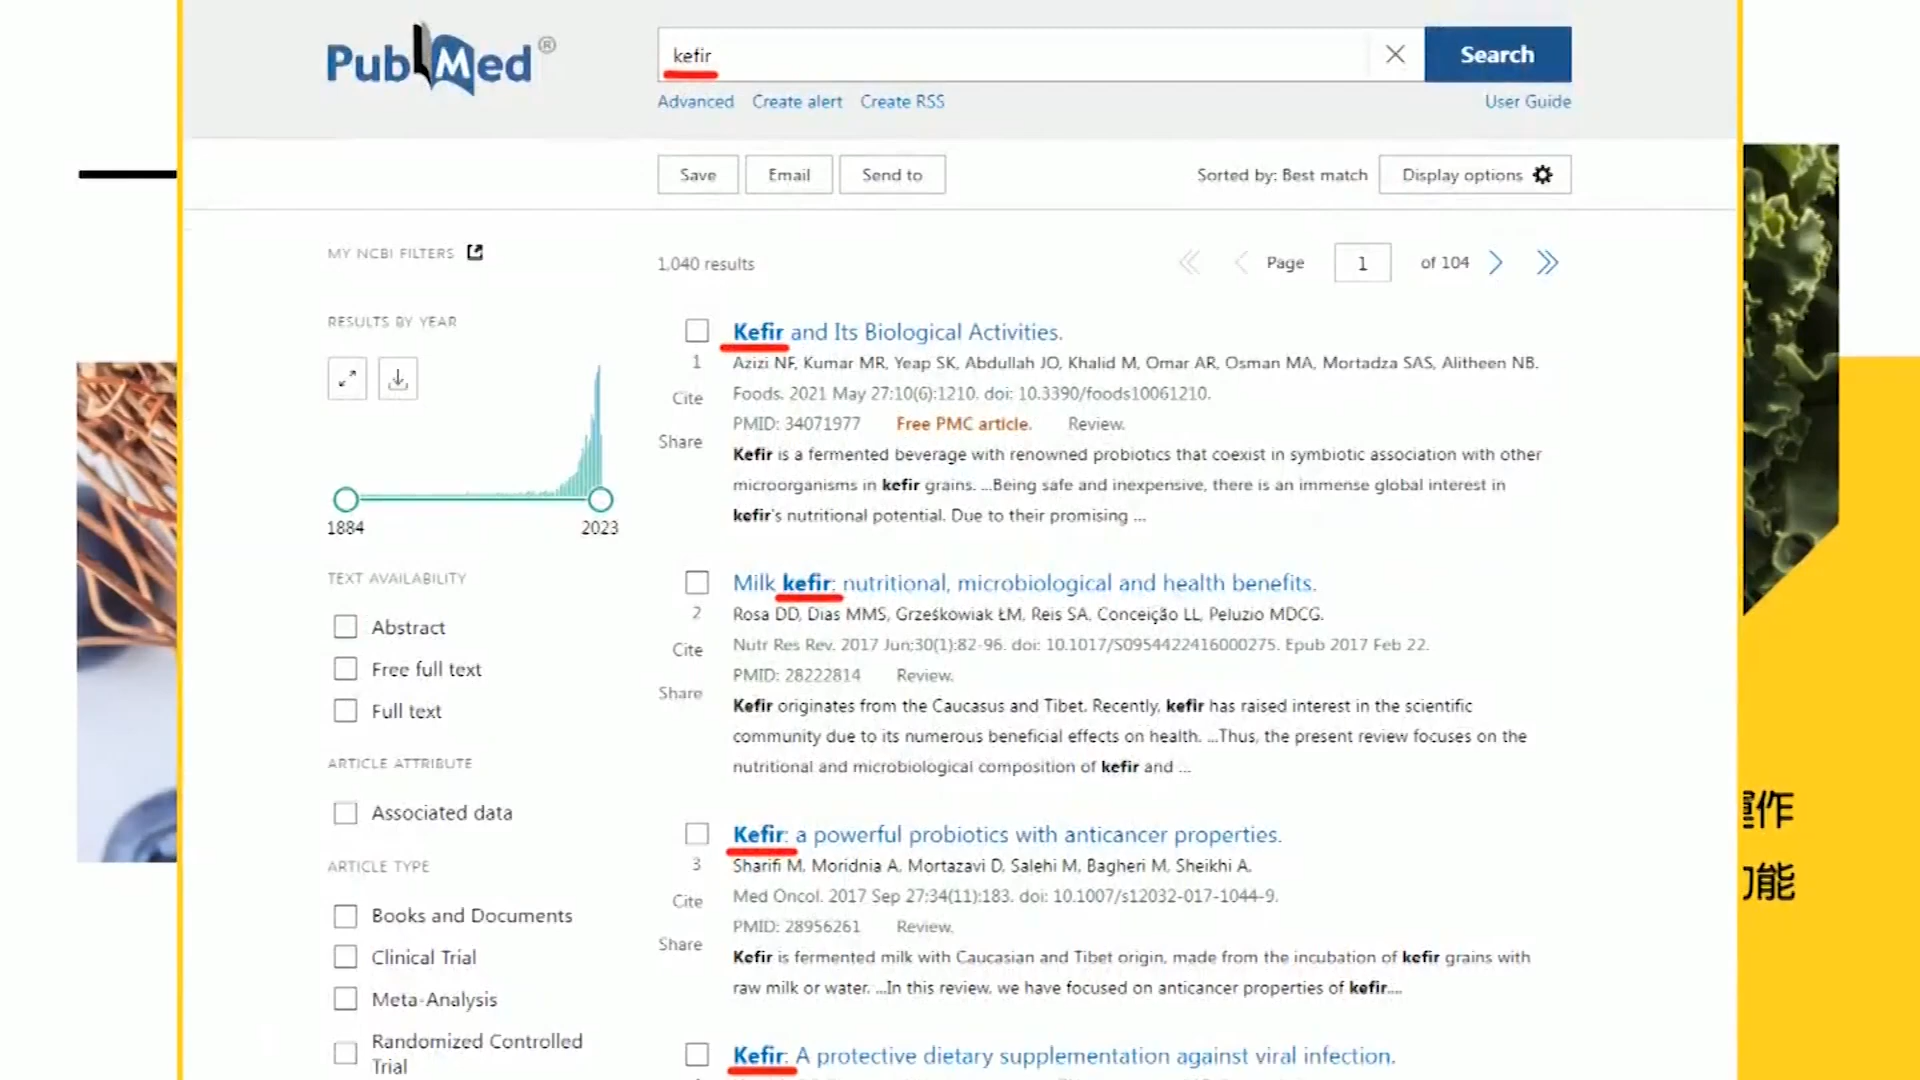 PubMed®
kefir
Search
Advanced Create alert Create RSS
User Guide
Save Email Send to
Sorted by: Best match
Display options
MY NCBI FILTERS
1,040 results
Page 1 of 104
RESULTS BY YEAR
1884 2023
TEXT AVAILABILITY
Abstract
Free full text
Full text
ARTICLE ATTRIBUTE
Associated data
ARTICLE TYPE
Books and Documents
Clinical Trial
Meta-Analysis
Randomized Controlled
Trial
Kefir and Its Biological Activities.
1
Cite
Share
Azizi NF, Kumar MR, Yeap SK, Abdullah JO, Khalid M, Omar AR, Osman MA, Mortadza SAS, Alitheen NB.
Foods. 2021 May 27;10(6):1210. doi: 10.3390/foods10061210.
PMID: 34071977 Free PMC article. Review.
Kefir is a fermented beverage with renowned probiotics that coexist in symbiotic association with other
microorganisms in kefir grains. ...Being safe and inexpensive, there is an immense global interest in
kefir's nutritional potential. Due to their promising ...
Milk kefir: nutritional, microbiological and health benefits.
2
Cite
Share
Rosa DD, Dias MMS, Grześkowiak ŁM, Reis SA, Conceição LL, Peluzio MDCG.
Nutr Res Rev. 2017 Jun;30(1):82-96. doi: 10.1017/S0954422416000275. Epub 2017 Feb 22.
PMID: 28222814 Review.
Kefir originates from the Caucasus and Tibet. Recently, kefir has raised interest in the scientific
community due to its numerous beneficial effects on health. ...Thus, the present review focuses on the
nutritional and microbiological composition of kefir and ...
Kefir: a powerful probiotics with anticancer properties.
3
Cite
Share
Sharifi M, Moridnia A, Mortazavi D, Salehi M, Bagheri M, Sheikhi A.
Med Oncol. 2017 Sep 27;34(11):183. doi: 10.1007/s12032-017-1044-9.
PMID: 28956261 Review.
Kefir is fermented milk with Caucasian and Tibet origin, made from the incubation of kefir grains with
raw milk or water. ...In this review, we have focused on anticancer properties of kefir....
Kefir: A protective dietary supplementation against viral infection.
作
能